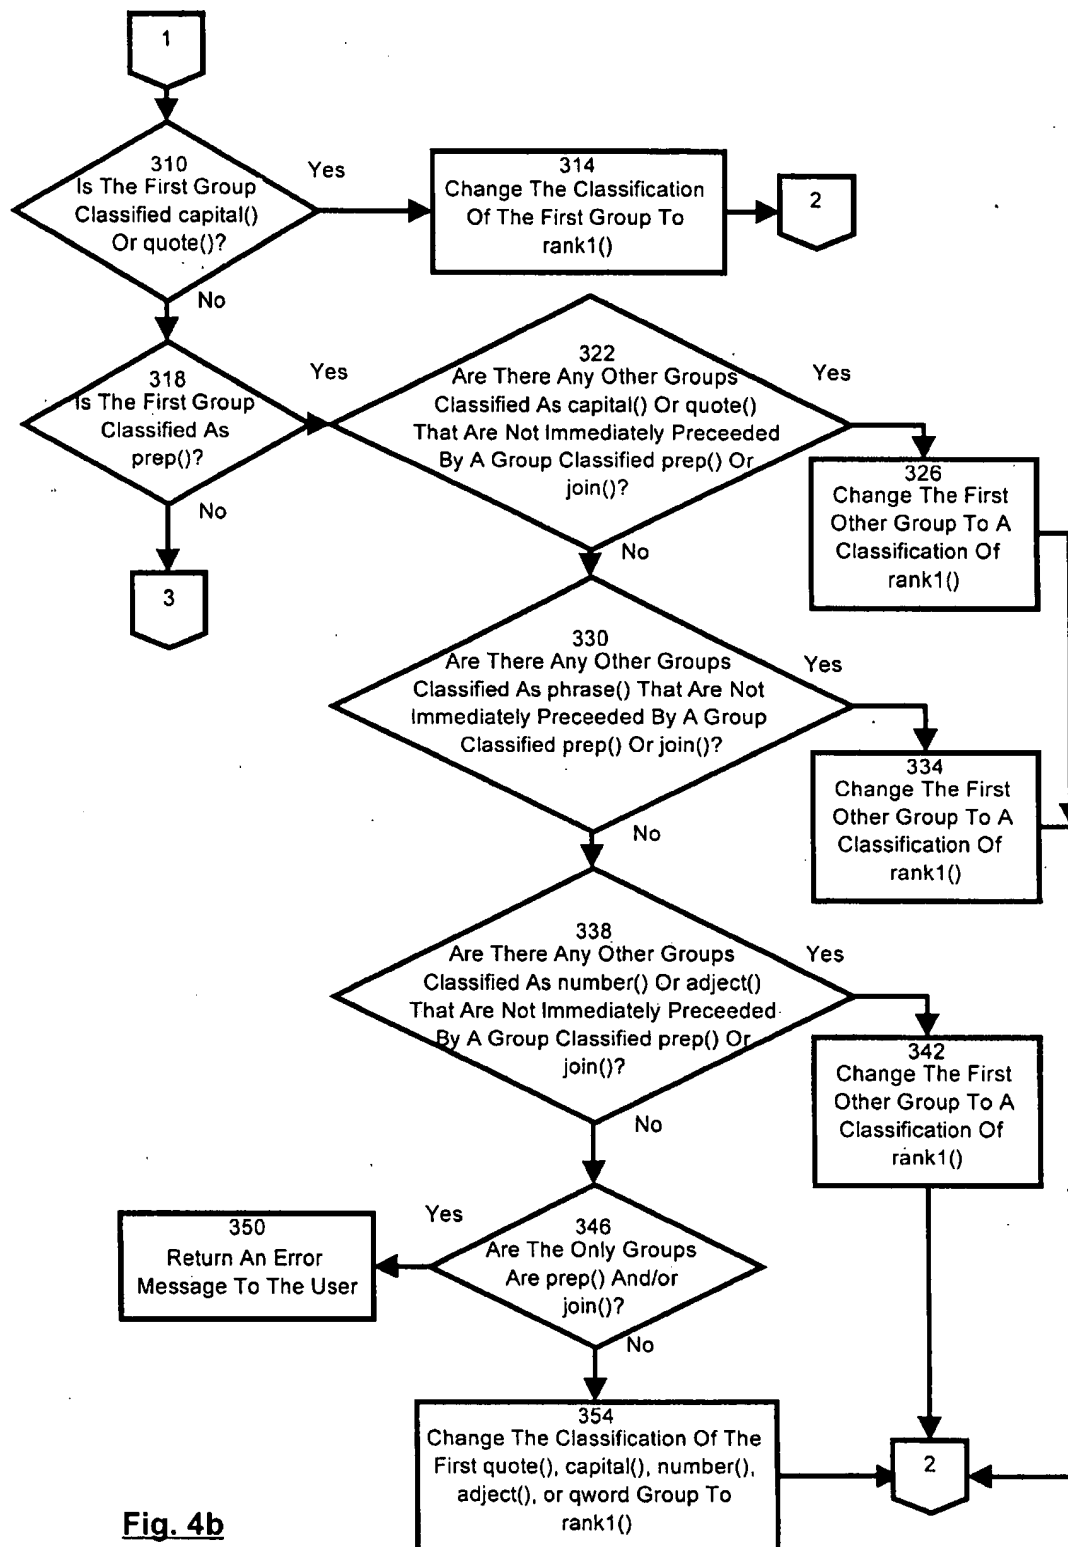 1
310
Is The First Group
Classified capital()
Or quote()?
Yes
No
314
Change The Classification
Of The First Group To
rank1()
2
318
Is The First Group
Classified As
prep()?
Yes
No
3
322
Are There Any Other Groups
Classified As capital() Or quote()
That Are Not Immediately Preceeded
By A Group Classified prep() Or
join()?
Yes
No
326
Change The First
Other Group To A
Classification Of
rank1()
330
Are There Any Other Groups
Classified As phrase() That Are Not
Immediately Preceeded By A Group
Classified prep() Or join()?
Yes
No
334
Change The First
Other Group To A
Classification Of
rank1()
338
Are There Any Other Groups
Classified As number() Or adject()
That Are Not Immediately Preceeded
By A Group Classified prep() Or
join()?
Yes
No
342
Change The First
Other Group To A
Classification Of
rank1()
346
Are The Only Groups
Are prep() And/or
join()?
Yes
No
350
Return An Error
Message To The User
354
Change The Classification Of The
First quote(), capital(), number(),
adject(), or qword Group To
rank1()
2
Fig. 4b